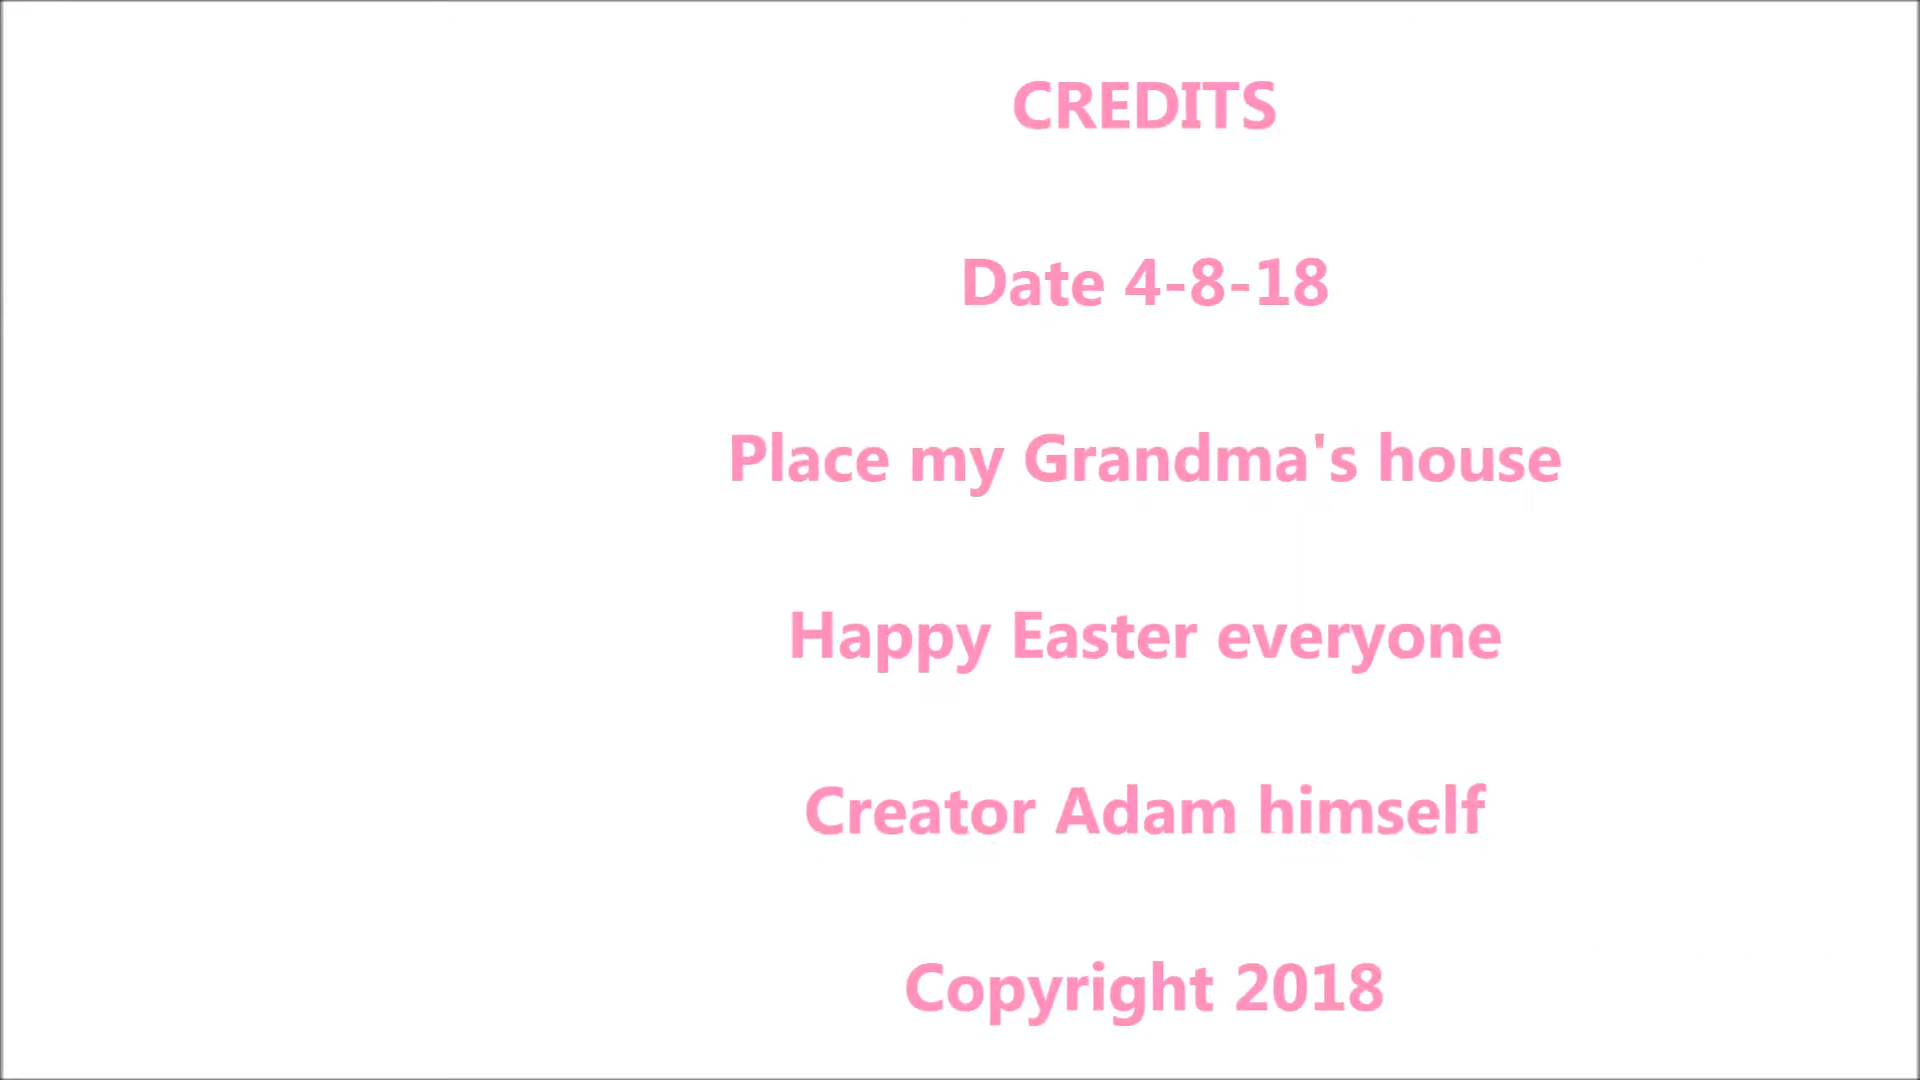 CREDITS
Date 4-8-18
Place my Grandma's house
Happy Easter everyone
Creator Adam himself
Copyright 2018